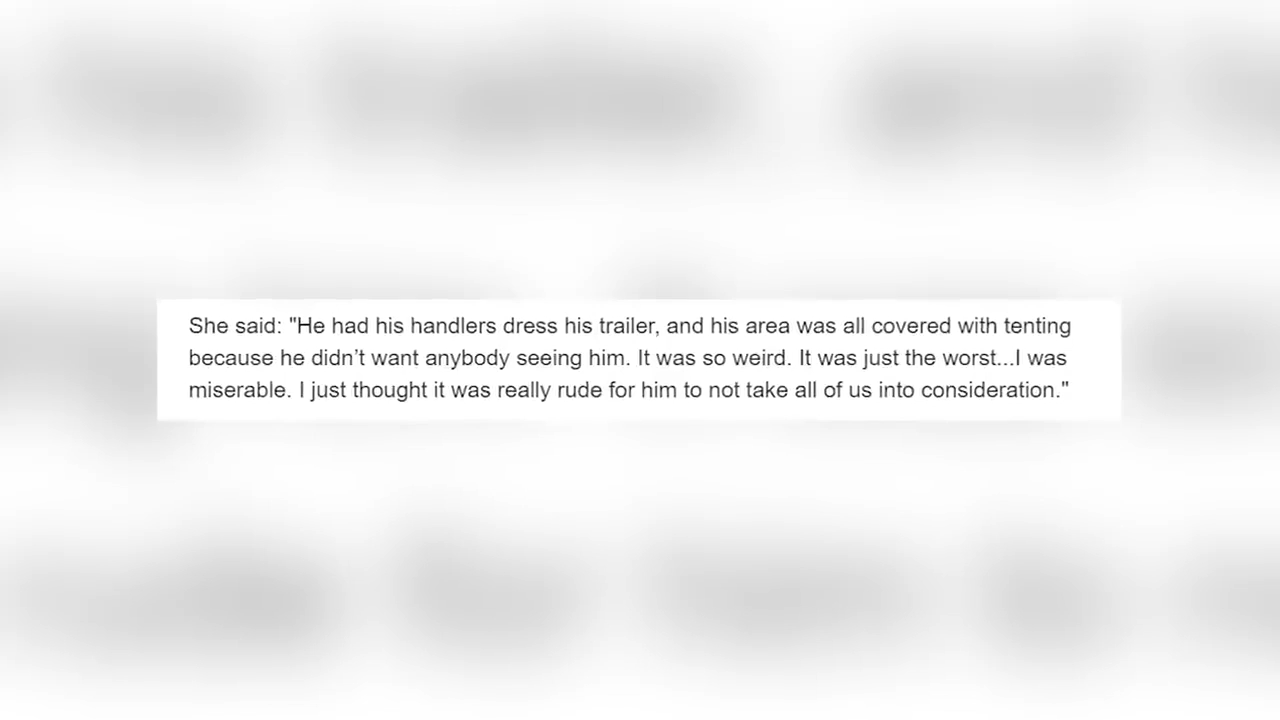 She said: "He had his handlers dress his trailer, and his area was all covered with tenting
because he didn’t want anybody seeing him. It was so weird. It was just the worst...I was
miserable. I just thought it was really rude for him to not take all of us into consideration."